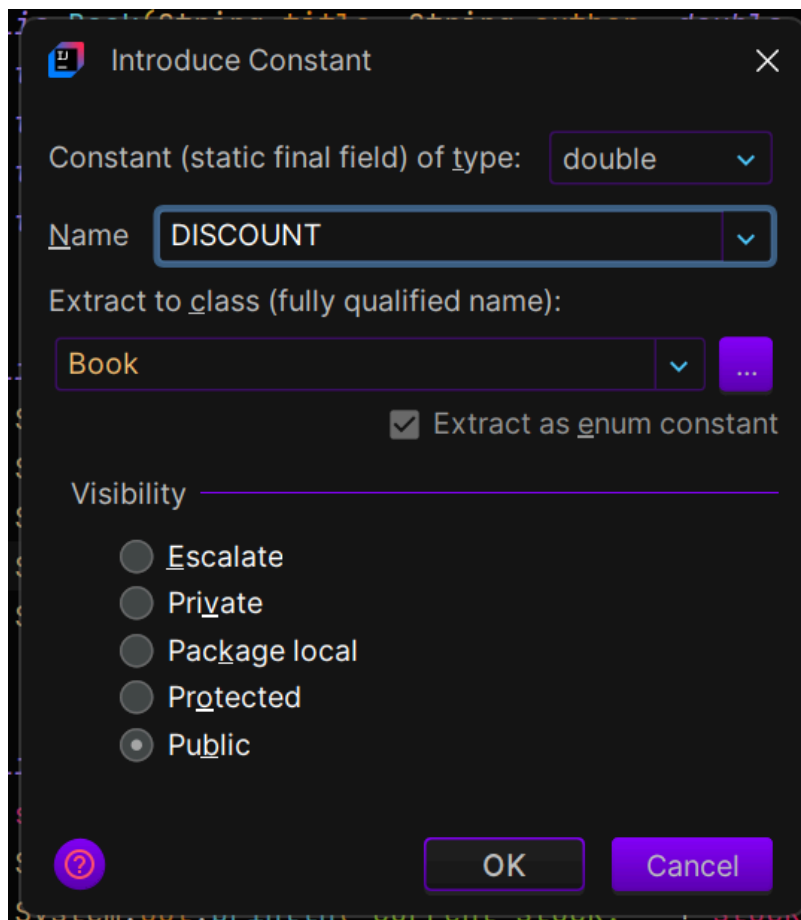 Introduce Constant
Constant (static final field) of type: double
Name DISCOUNT
Extract to class (fully qualified name):
Book ...
Extract as enum constant
Visibility
Escalate
Private
Package local
Protected
Public
? OK Cancel